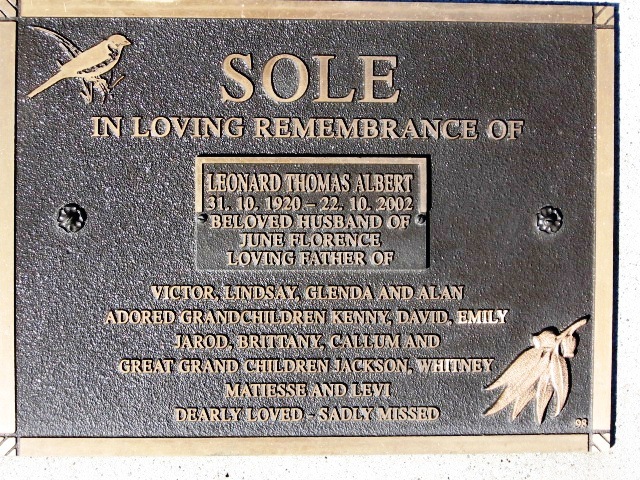 SOLE
IN LOVING REMEMBRANCE OF
LEONARD THOMAS ALBERT
31. 10. 1920 - 22. 10. 2002
BELOVED HUSBAND OF
JUNE FLORENCE
LOVING FATHER OF
VICTOR, LINDSAY, GLENDA AND ALAN
ADORED GRANDCHILDREN KENNY, DAVID, EMILY
JAROD, BRITTANY, CALLUM AND
GREAT GRAND CHILDREN JACKSON, WHITNEY
MATIESSE AND LEVI
DEARLY LOVED - SADLY MISSED
98